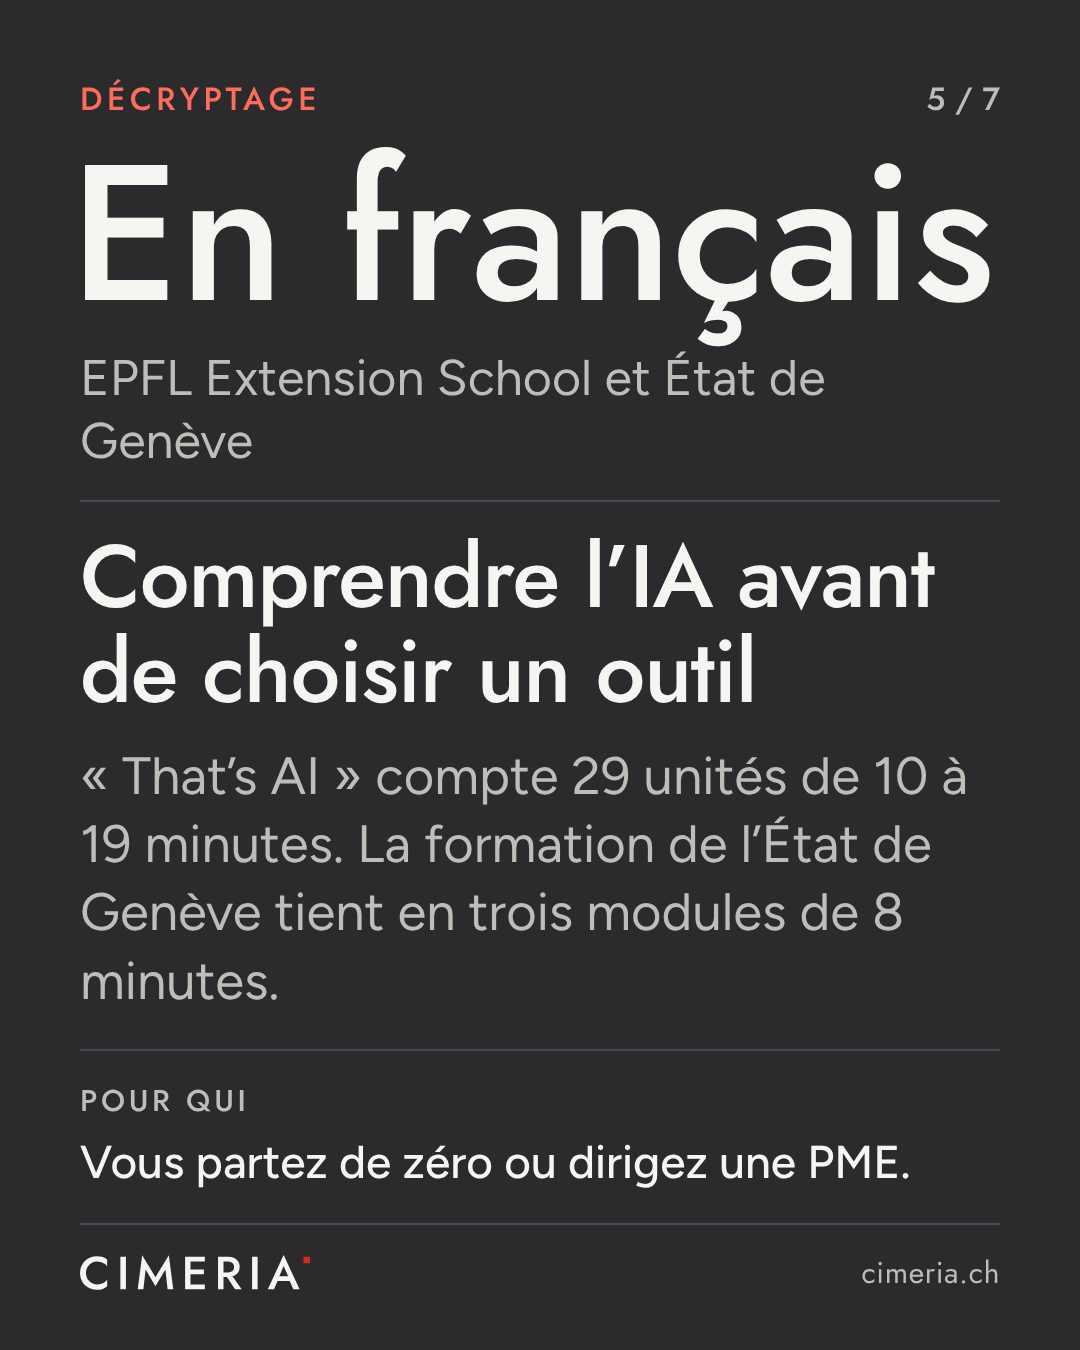 DÉCRYPTAGE
5 / 7
En français
EPFL Extension School et État de
Genève
Comprendre l’IA avant
de choisir un outil
« That’s AI » compte 29 unités de 10 à
19 minutes. La formation de l’État de
Genève tient en trois modules de 8
minutes.
POUR QUI
Vous partez de zéro ou dirigez une PME.
CIMERIA
cimeria.ch